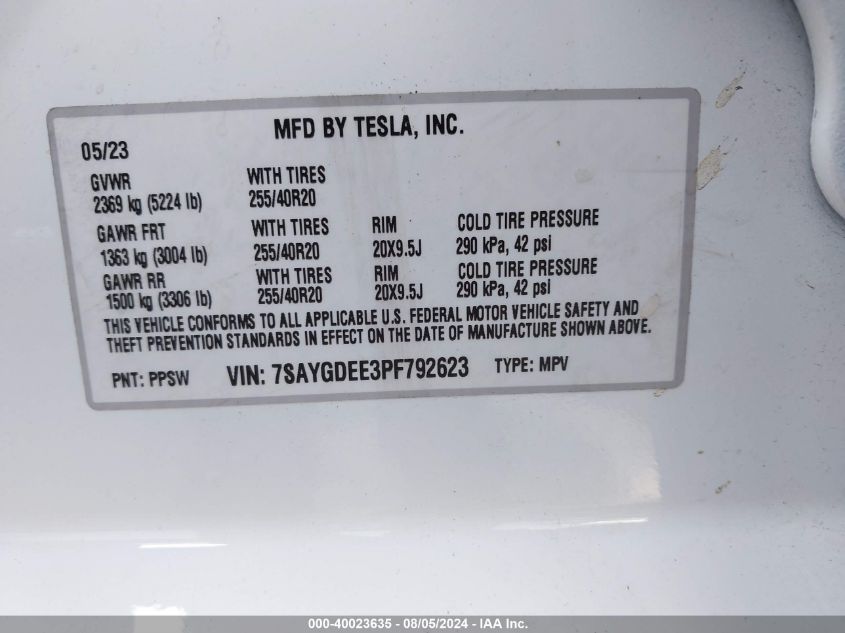 MFD BY TESLA, INC.
05/23
GVWR WITH TIRES
2369 kg (5224 lb) 255/40R20
GAWR FRT WITH TIRES RIM COLD TIRE PRESSURE
1363 kg (3004 lb) 255/40R20 20X9.5J 290 kPa, 42 psi
GAWR RR WITH TIRES RIM COLD TIRE PRESSURE
1500 kg (3306 lb) 255/40R20 20X9.5J 290 kPa, 42 psi
THIS VEHICLE CONFORMS TO ALL APPLICABLE U.S. FEDERAL MOTOR VEHICLE SAFETY AND
THEFT PREVENTION STANDARDS IN EFFECT ON THE DATE OF MANUFACTURE SHOWN ABOVE.
PNT: PPSW VIN: 7SAYGDEE3PF792623 TYPE: MPV
000-40023635 - 08/05/2024 - IAA Inc.